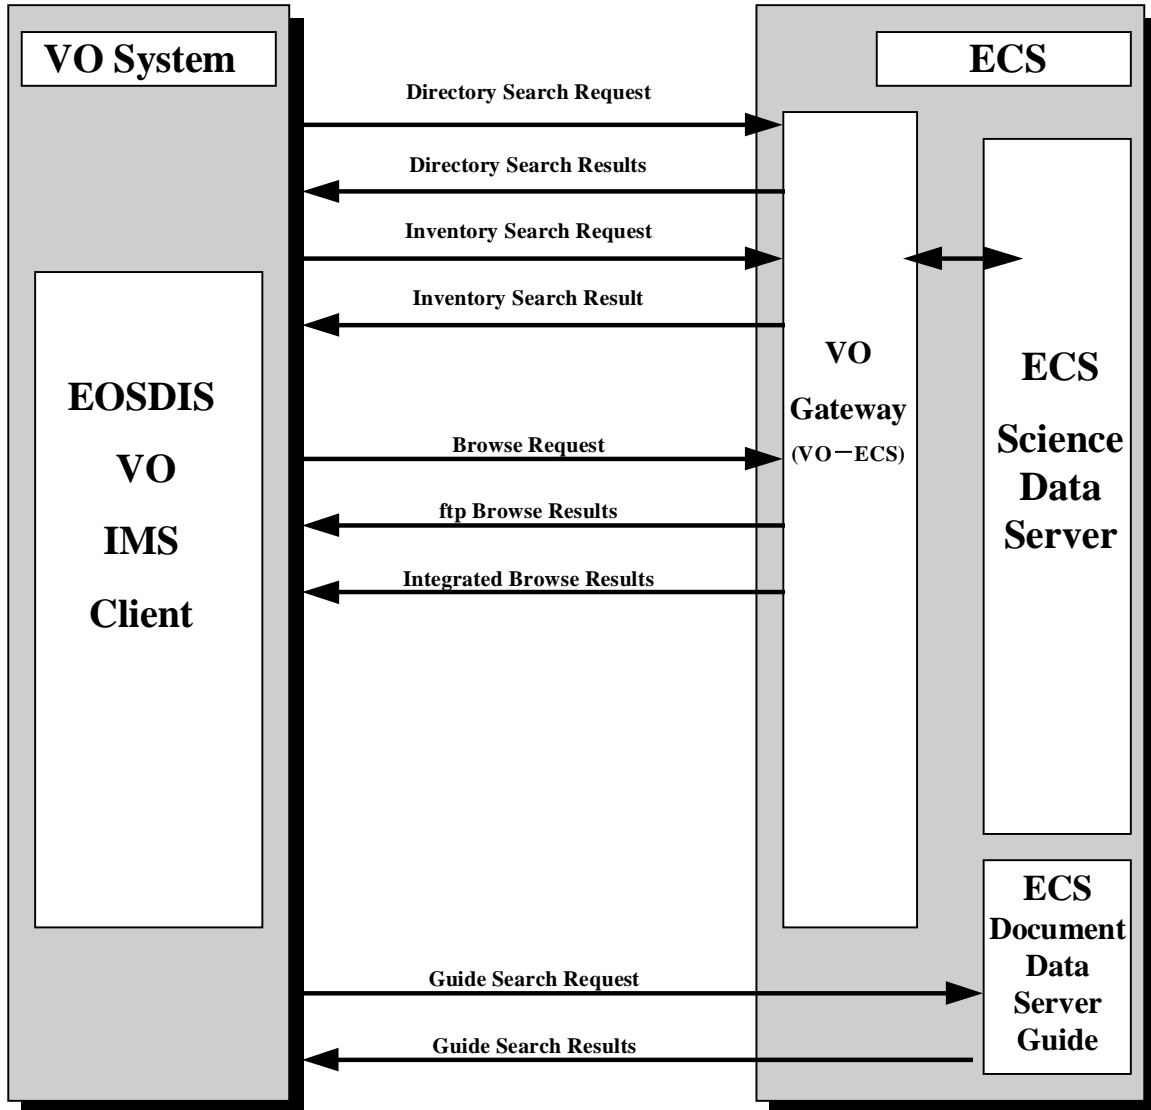 VO System
ECS
Directory Search Request
Directory Search Results
Inventory Search Request
Inventory Search Result
EOSDIS
VO
IMS
Client
Browse Request
ftp Browse Results
Integrated Browse Results
VO
Gateway
(VO—ECS)
ECS
Science
Data
Server
ECS
Document
Data
Server
Guide
Guide Search Request
Guide Search Results